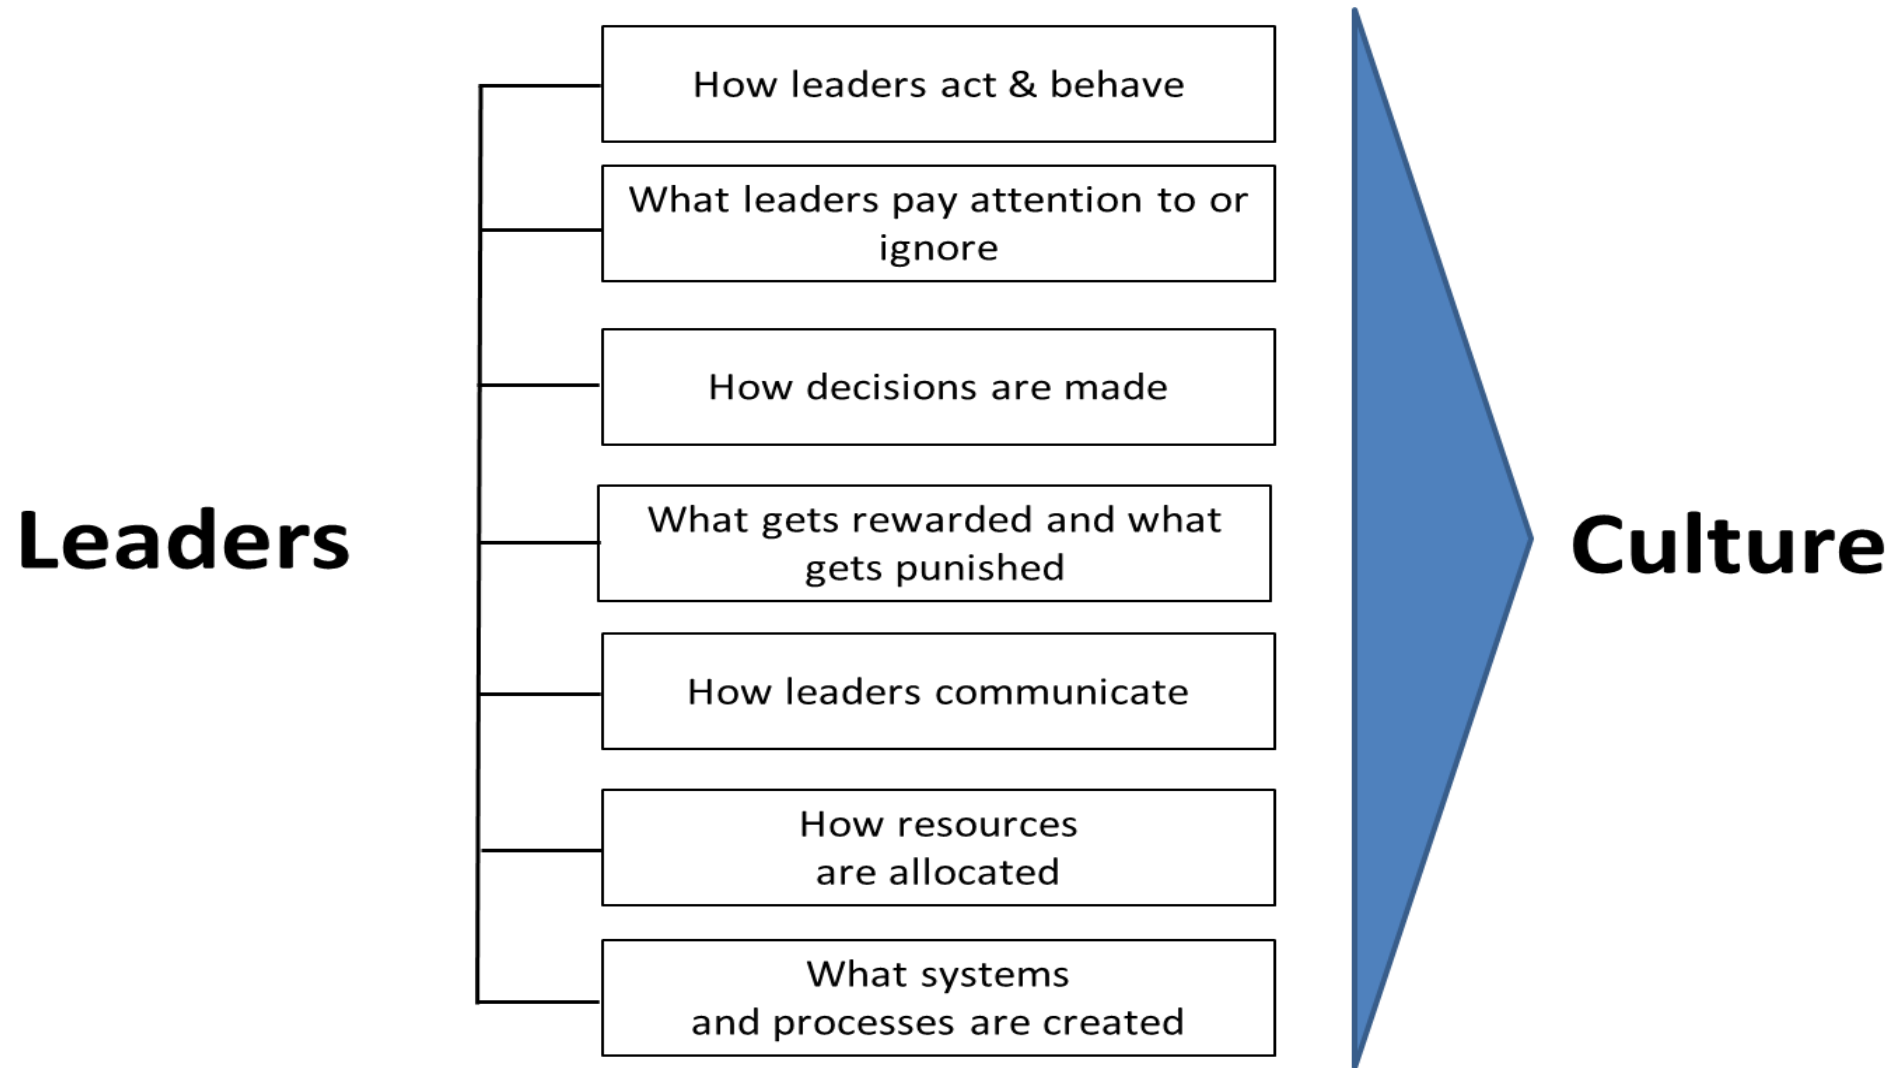 Leaders
How leaders act & behave
What leaders pay attention to or
ignore
How decisions are made
What gets rewarded and what
gets punished
How leaders communicate
How resources
are allocated
What systems
and processes are created
Culture